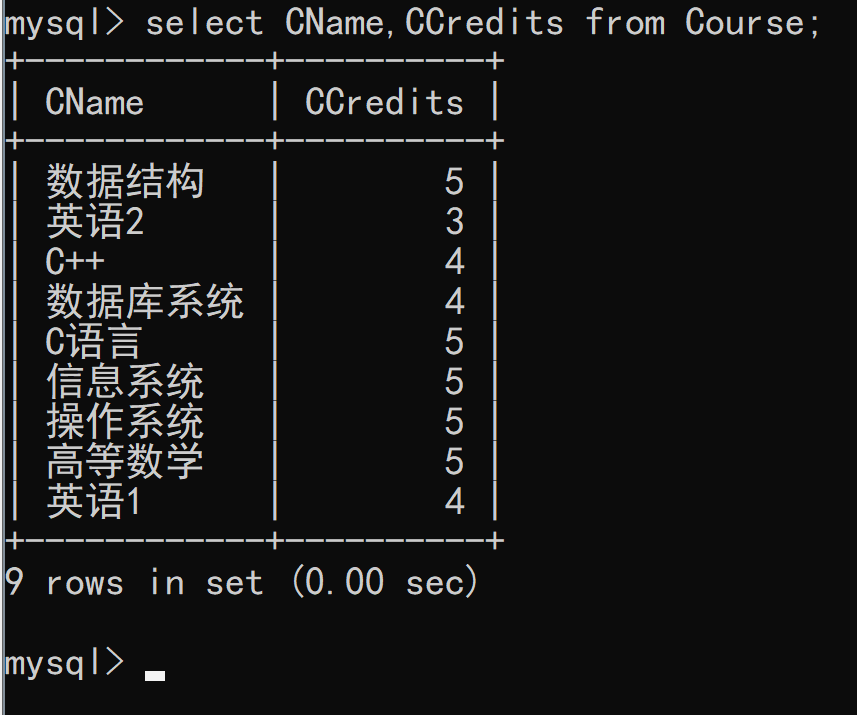 mysql> select CName,CCredits from Course;
+------------+----------+
| CName      | CCredits |
+------------+----------+
| 数据结构   |        5 |
| 英语2      |        3 |
| C++        |        4 |
| 数据库系统 |        4 |
| C语言      |        5 |
| 信息系统   |        5 |
| 操作系统   |        5 |
| 高等数学   |        5 |
| 英语1      |        4 |
+------------+----------+
9 rows in set (0.00 sec)
mysql>